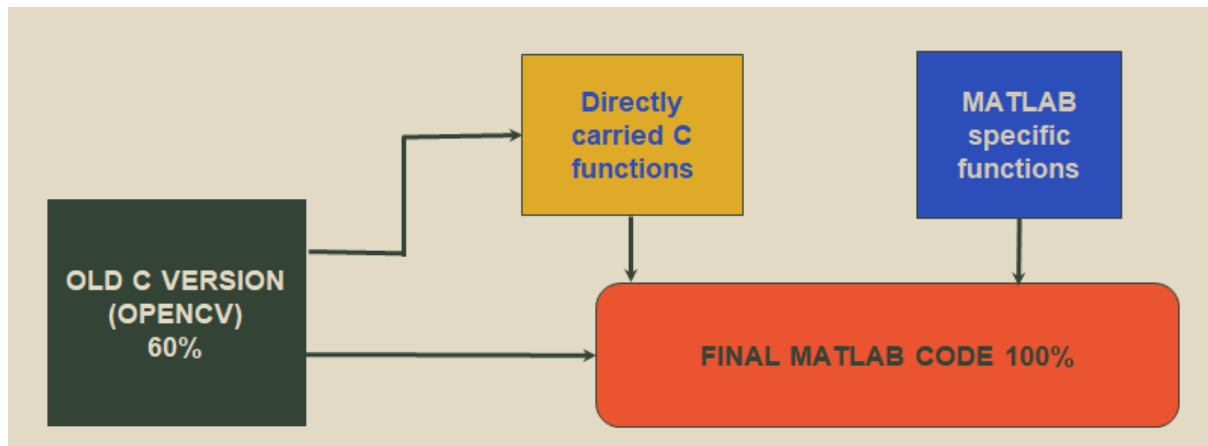 Directly
carried C
functions
MATLAB
specific
functions
OLD C VERSION
(OPENCV)
60%
FINAL MATLAB CODE 100%